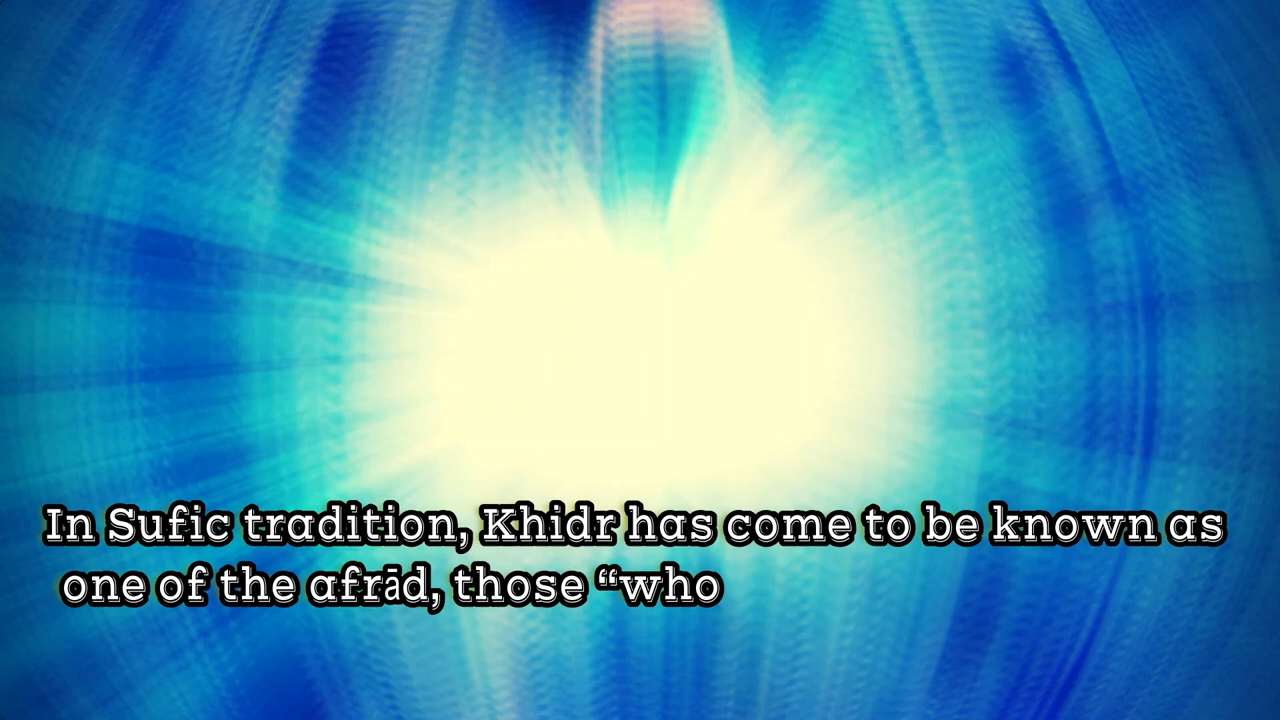 In Sufic tradition, Khidr has come to be known as
one of the afrād, those “who